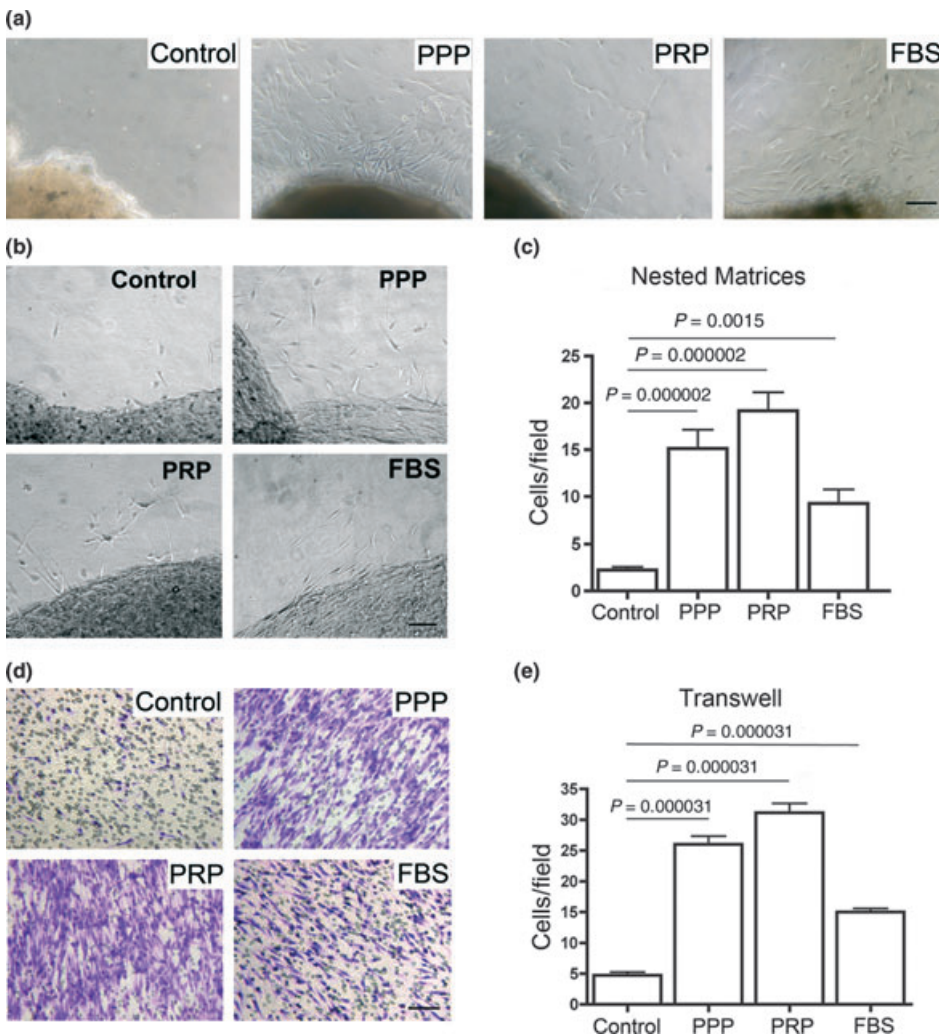 (a)
Control PPP PRP FBS
(b)
Control PPP
PRP FBS
(c)
Nested Matrices
P = 0.0015
P = 0.000002
P = 0.000002
25
20
15
10
5
0
Cells/field
Control PPP PRP FBS
(d)
Control PPP
PRP FBS
(e)
Transwell
P = 0.000031
P = 0.000031
P = 0.000031
35
30
25
20
15
10
5
0
Cells/field
Control PPP PRP FBS